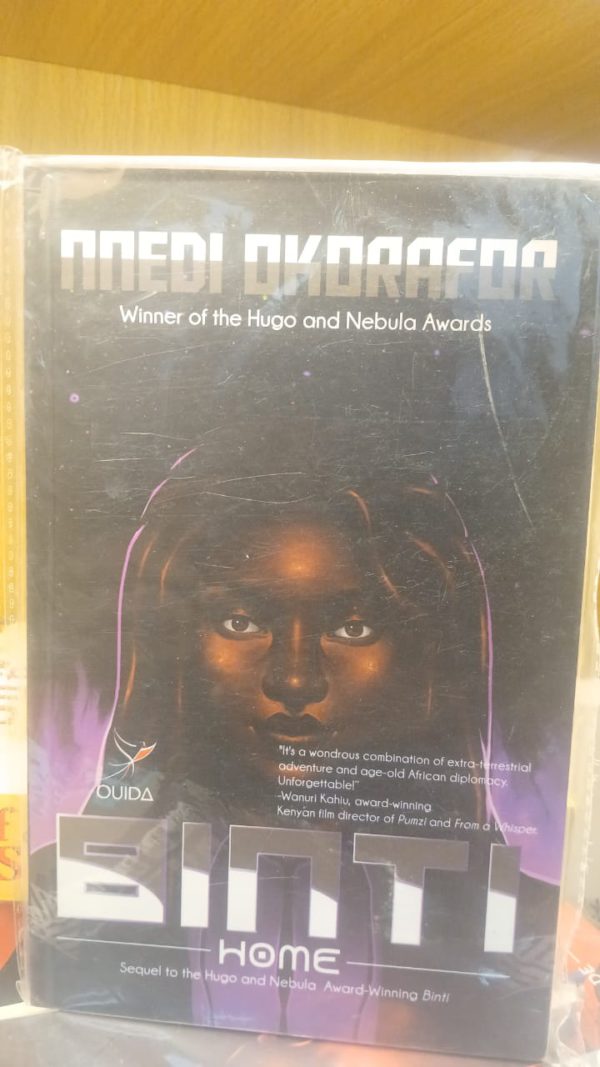 NNEDI OKORAFOR
Winner of the Hugo and Nebula Awards
"It's a wondrous combination of extra-terrestrial
adventure and age-old African diplomacy.
Unforgettable!"
-Wanuri Kahiu, award-winning
Kenyan film director of Pumzi and From a Whisper.
OUIDA
BINTI
HOME
Sequel to the Hugo and Nebula Award-Winning Binti